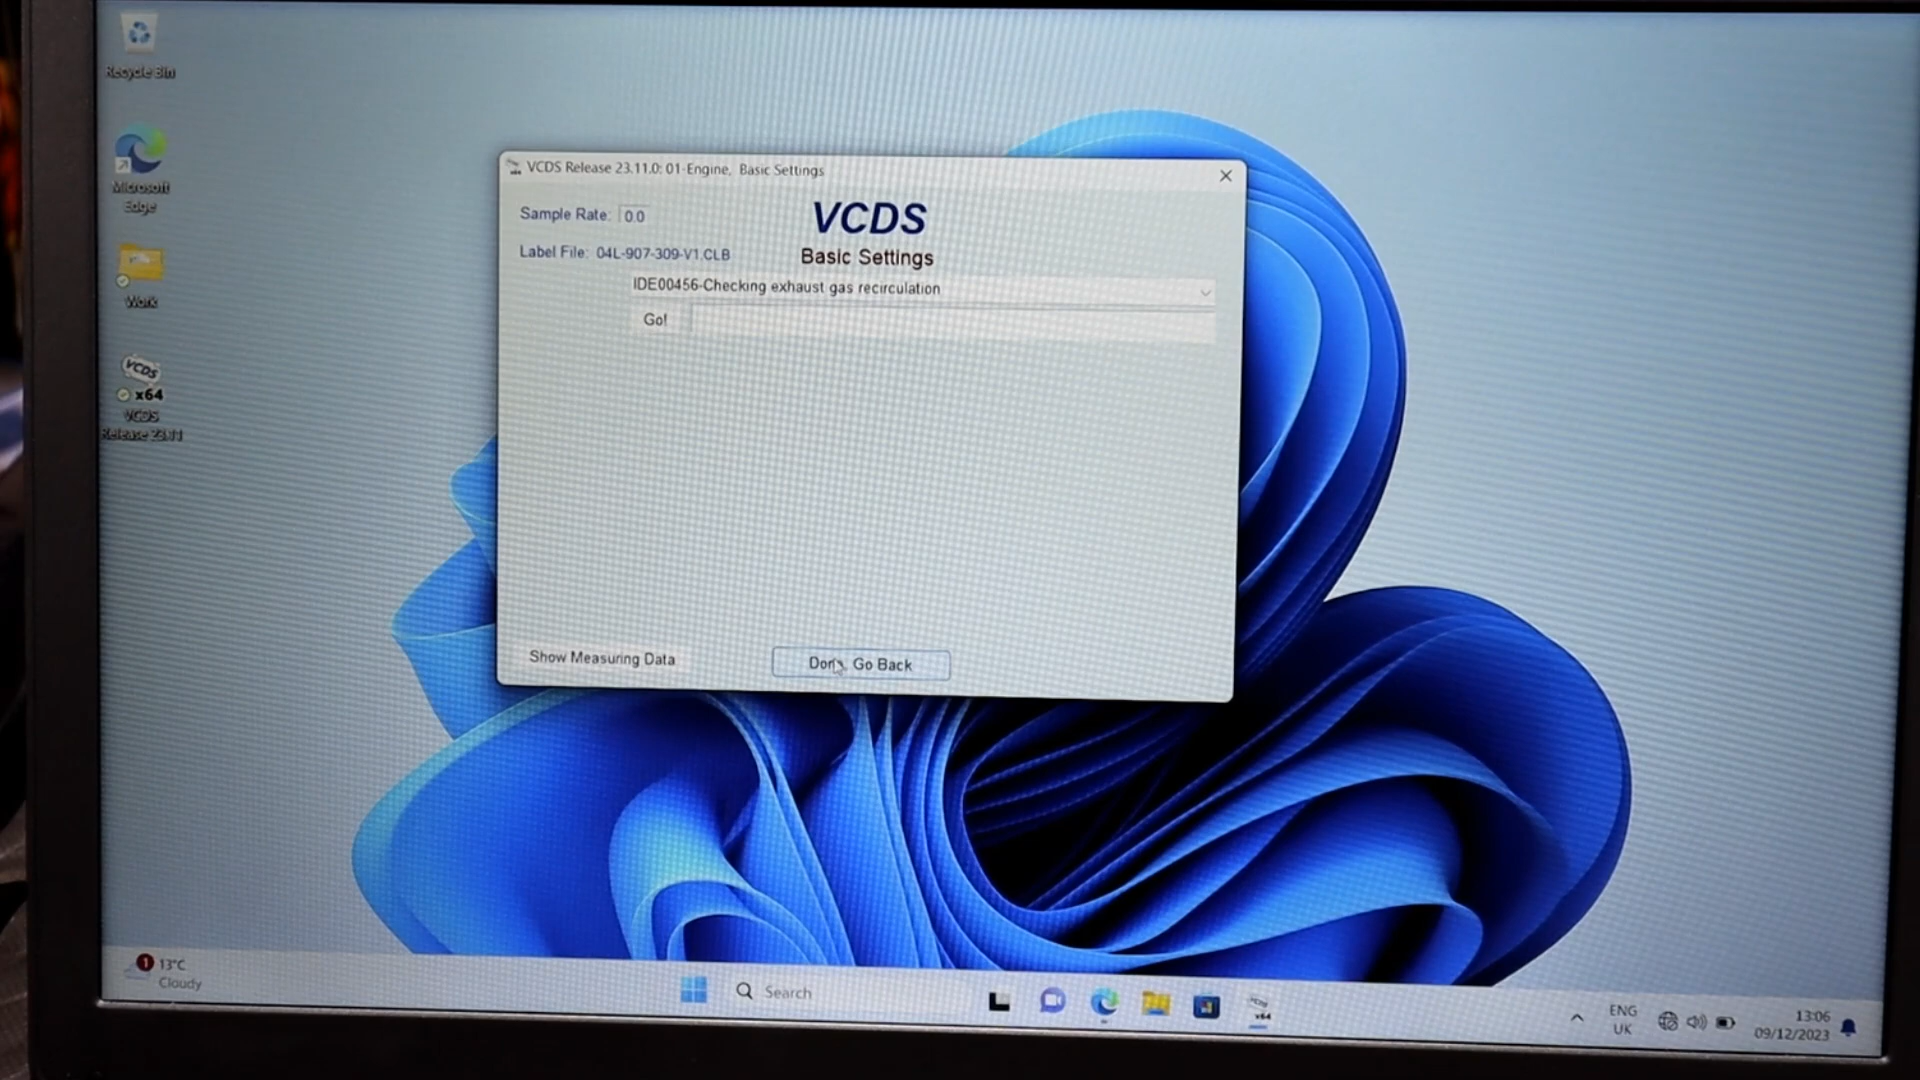 Recycle Bin
Microsoft
Edge
Work
VCDS
x64
VCDS
Release 23.11
VCDS Release 23.11.0: 01-Engine, Basic Settings
Sample Rate: 0.0
VCDS
Label File: 04L-907-309-V1.CLB
Basic Settings
IDE00456-Checking exhaust gas recirculation
Go!
Show Measuring Data
Go Back
1
13°C
Cloudy
Search
x64
ENG
UK
13:06
09/12/2023